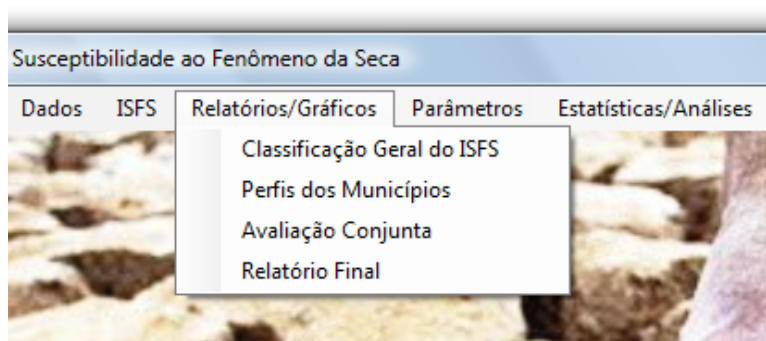 Susceptibilidade ao Fenômeno da Seca
Dados ISFS Relatórios/Gráficos Parâmetros Estatísticas/Análises
Classificação Geral do ISFS
Perfis dos Municípios
Avaliação Conjunta
Relatório Final